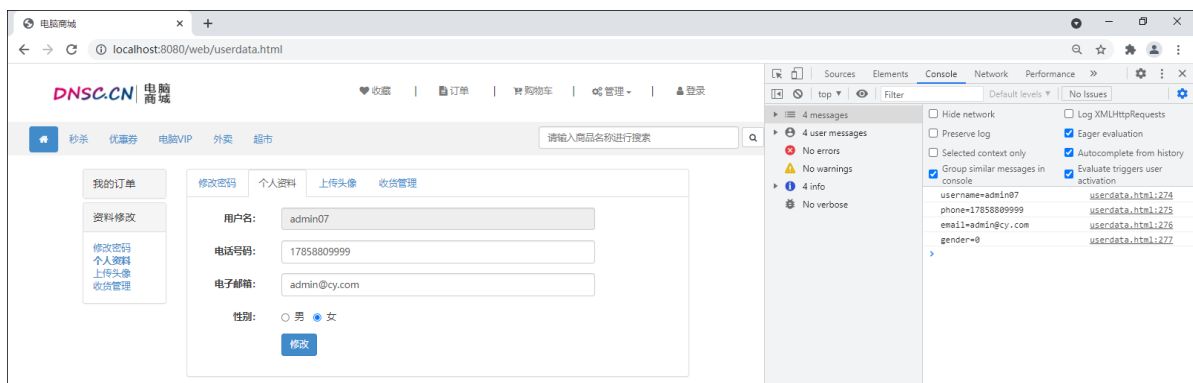 电脑商城
localhost:8080/web/userdata.html
DNSC.CN 电脑商城
收藏 | 订单 | 购物车 | 管理 | 登录
秒杀 优惠券 电脑VIP 外卖 超市 请输入商品名称进行搜索
我的订单
资料修改
修改密码
个人资料
上传头像
收货管理
修改密码 个人资料 上传头像 收货管理
用户名: admin07
电话号码: 17858809999
电子邮箱: admin@cy.com
性别: 男 女
修改
Sources Elements Console Network Performance »
top Filter Default levels No Issues
4 messages
4 user messages
No errors
No warnings
4 info
No verbose
Hide network Log XMLHttpRequests
Preserve log Eager evaluation
Selected context only Autocomplete from history
Group similar messages in console Evaluate triggers user activation
username=admin07 userdata.html:274
phone=17858809999 userdata.html:275
email=admin@cy.com userdata.html:276
gender=0 userdata.html:277